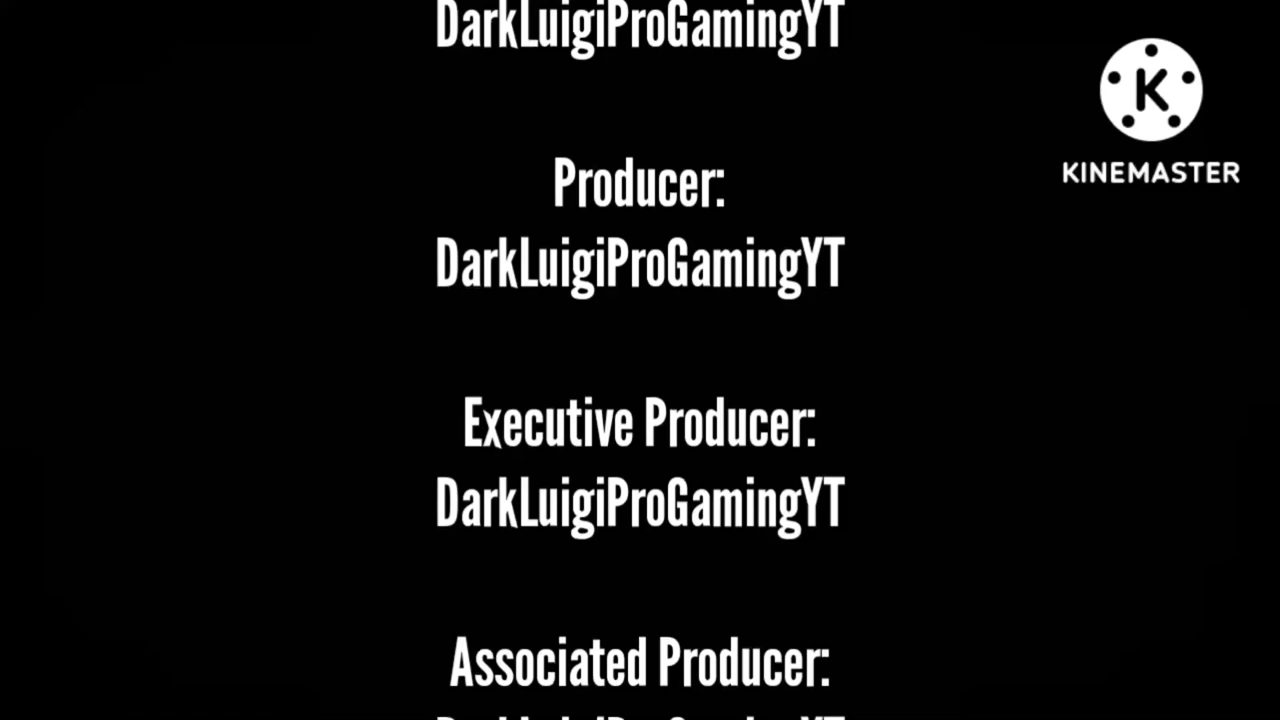 DarkLuigiProGamingYT
K
KINEMASTER
Producer:
DarkLuigiProGamingYT
Executive Producer:
DarkLuigiProGamingYT
Associated Producer: